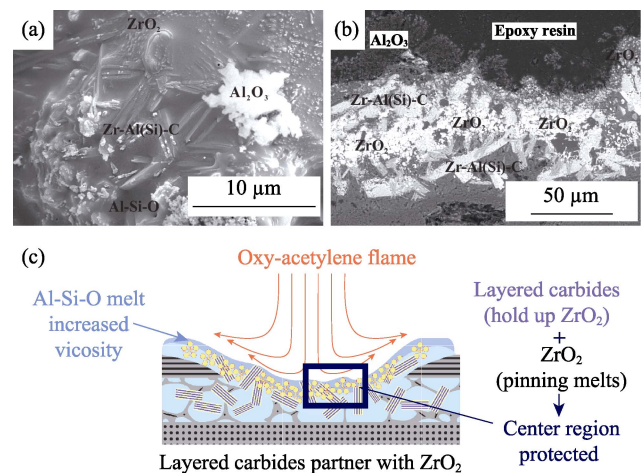 (a)
ZrO2
Al2O3
Zr-Al(Si)-C
Al-Si-O
10 μm
(b)
Al2O3
Epoxy resin
ZrO2
Zr-Al(Si)-C
ZrO2
ZrO2
ZrO2
Zr-Al(Si)-C
50 μm
(c)
Oxy-acetylene flame
Al-Si-O melt
increased
vicosity
Layered carbides
(hold up ZrO2)
+
ZrO2
(pinning melts)
Center region
protected
Layered carbides partner with ZrO2